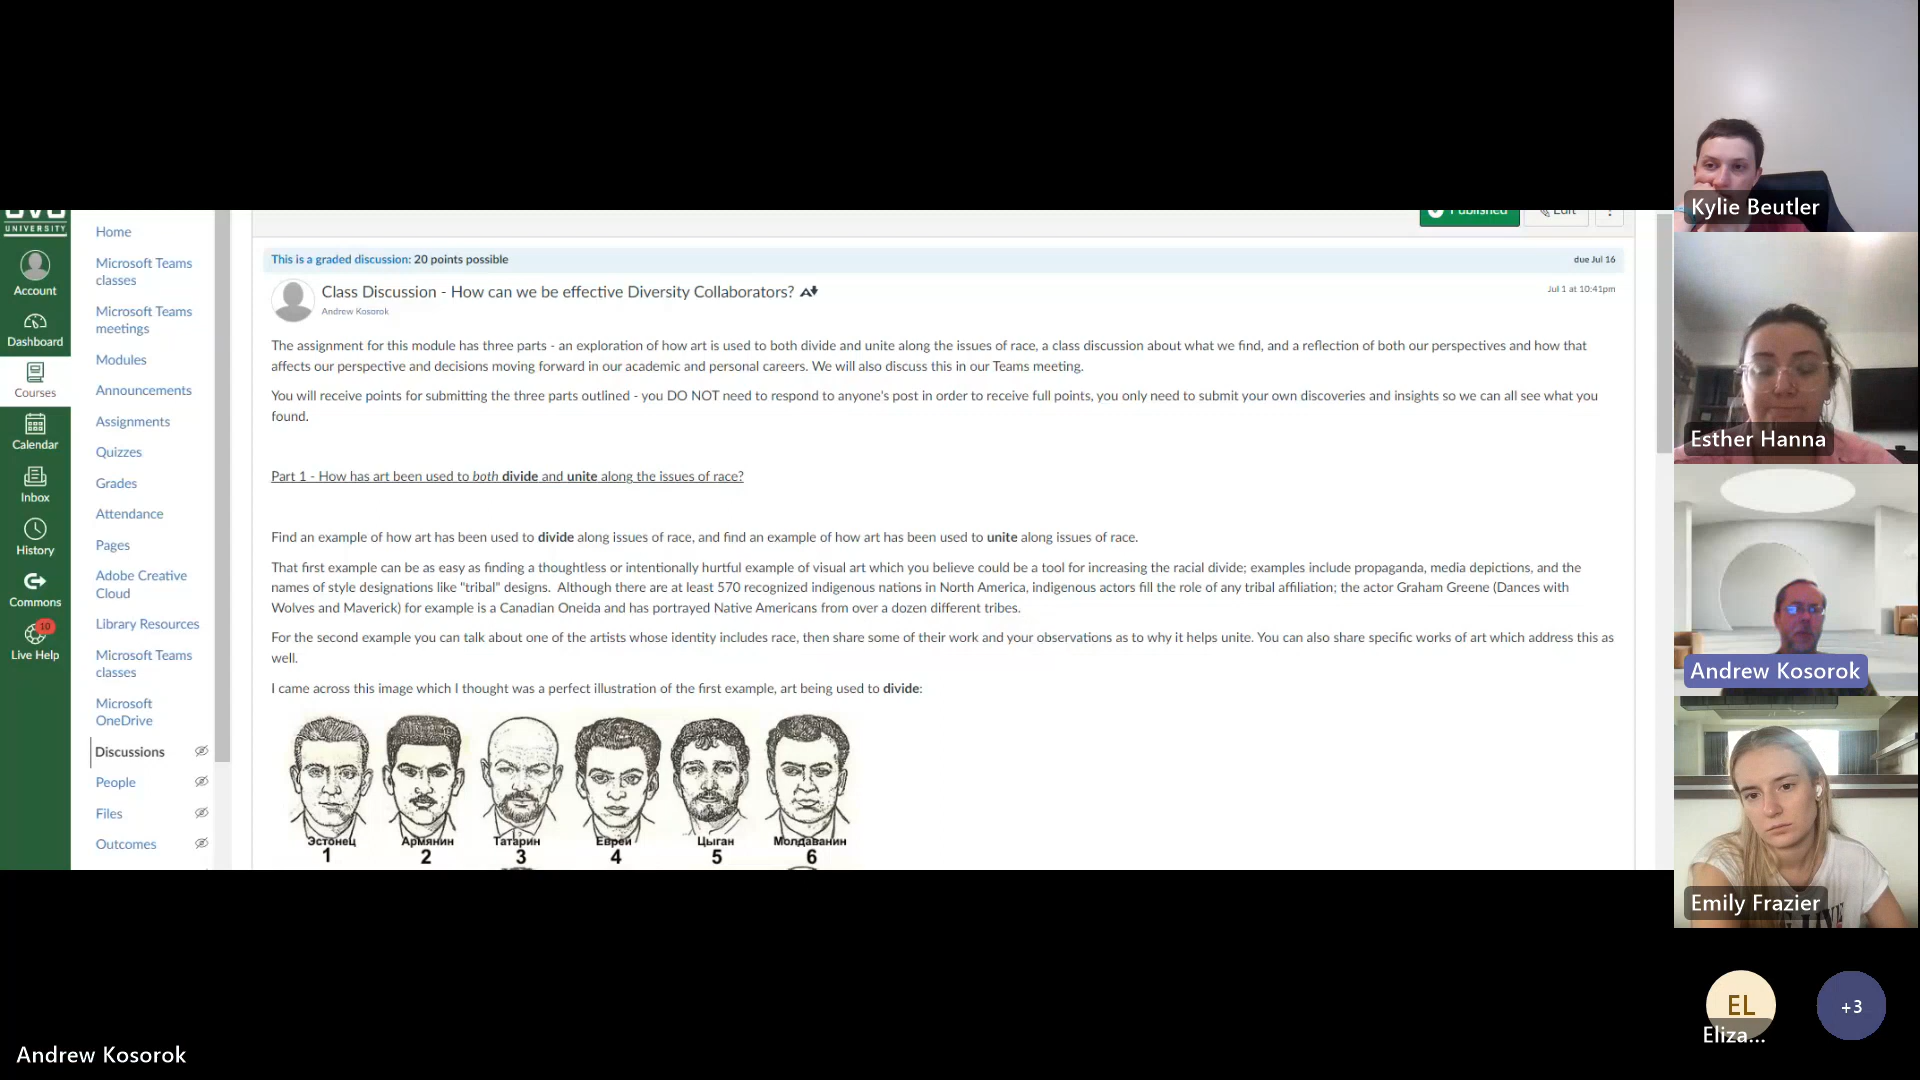 UNIVERSITY
Account
Dashboard
Courses
Calendar
Inbox
History
Commons
10
Live Help
Home
Microsoft Teams
classes
Microsoft Teams
meetings
Modules
Announcements
Assignments
Quizzes
Grades
Attendance
Pages
Adobe Creative
Cloud
Library Resources
Microsoft Teams
classes
Microsoft
OneDrive
Discussions
People
Files
Outcomes
Published
Edit
This is a graded discussion: 20 points possible
due Jul 16
Class Discussion - How can we be effective Diversity Collaborators?
Jul 1 at 10:41pm
Andrew Kosorok
The assignment for this module has three parts - an exploration of how art is used to both divide and unite along the issues of race, a class discussion about what we find, and a reflection of both our perspectives and how that
affects our perspective and decisions moving forward in our academic and personal careers. We will also discuss this in our Teams meeting.
You will receive points for submitting the three parts outlined - you DO NOT need to respond to anyone's post in order to receive full points, you only need to submit your own discoveries and insights so we can all see what you
found.
Part 1 - How has art been used to both divide and unite along the issues of race?
Find an example of how art has been used to divide along issues of race, and find an example of how art has been used to unite along issues of race.
That first example can be as easy as finding a thoughtless or intentionally hurtful example of visual art which you believe could be a tool for increasing the racial divide; examples include propaganda, media depictions, and the
names of style designations like "tribal" designs. Although there are at least 570 recognized indigenous nations in North America, indigenous actors fill the role of any tribal affiliation; the actor Graham Greene (Dances with
Wolves and Maverick) for example is a Canadian Oneida and has portrayed Native Americans from over a dozen different tribes.
For the second example you can talk about one of the artists whose identity includes race, then share some of their work and your observations as to why it helps unite. You can also share specific works of art which address this as
well.
I came across this image which I thought was a perfect illustration of the first example, art being used to divide:
Эстонец Армянин Татарин Еврей Цыган Молдаванин
1 2 3 4 5 6
Kylie Beutler
Esther Hanna
Andrew Kosorok
Emily Frazier
EL
Eliza...
+3
Andrew Kosorok